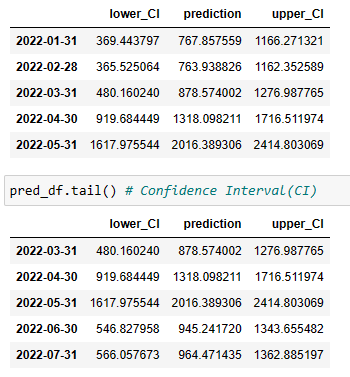 lower_CI prediction upper_CI
2022-01-31 369.443797 767.857559 1166.271321
2022-02-28 365.525064 763.938826 1162.352589
2022-03-31 480.160240 878.574002 1276.987765
2022-04-30 919.684449 1318.098211 1716.511974
2022-05-31 1617.975544 2016.389306 2414.803069
pred_df.tail() # Confidence Interval(CI)
lower_CI prediction upper_CI
2022-03-31 480.160240 878.574002 1276.987765
2022-04-30 919.684449 1318.098211 1716.511974
2022-05-31 1617.975544 2016.389306 2414.803069
2022-06-30 546.827958 945.241720 1343.655482
2022-07-31 566.057673 964.471435 1362.885197